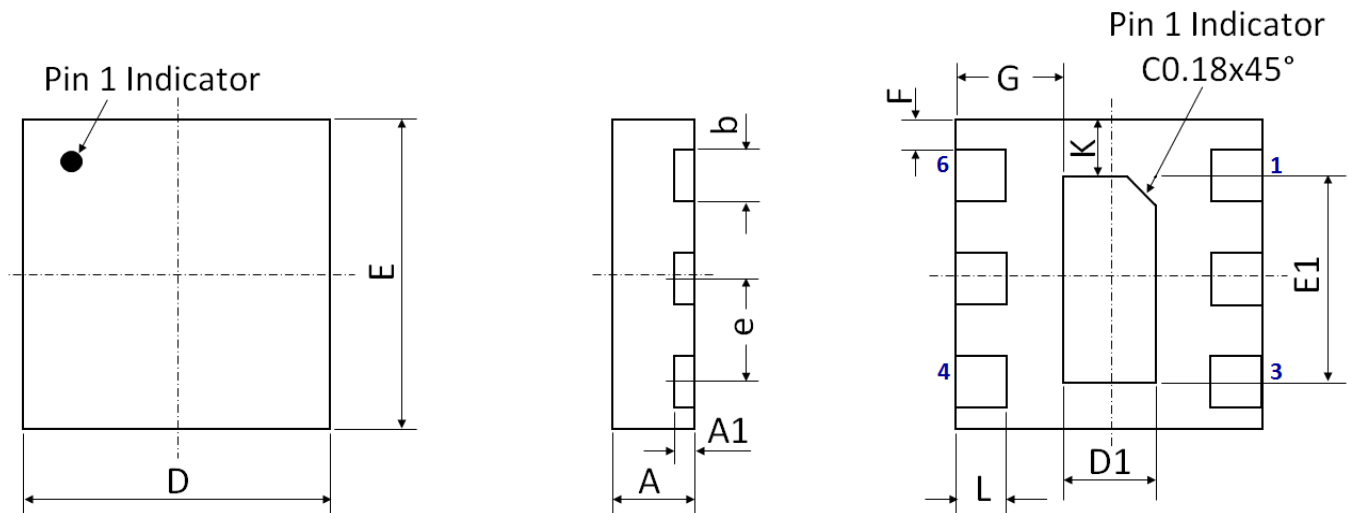 Pin 1 Indicator
E
D
b
e
A1
A
Pin 1 Indicator
C0.18x45°
G
F
K
6
1
E1
4
3
D1
L